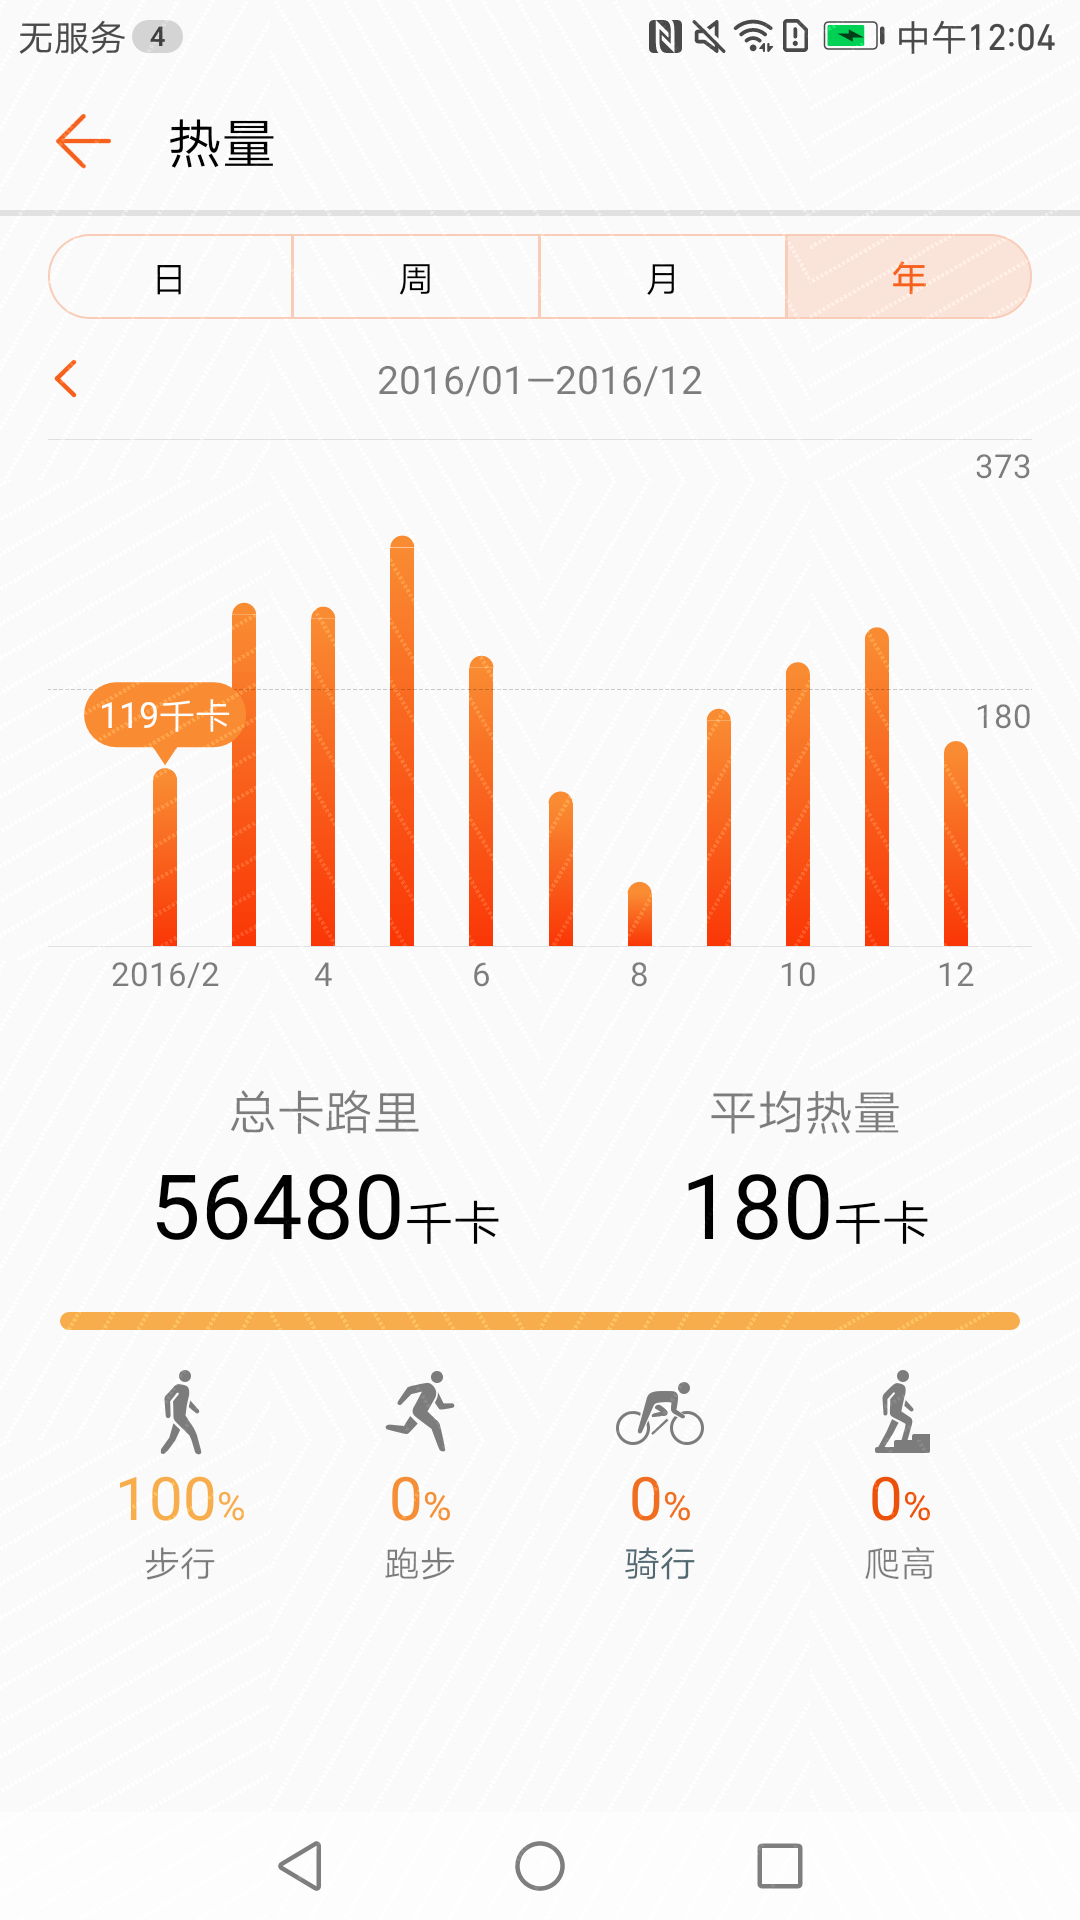 无服务 4 中午12:04
热量
日 周 月 年
2016/01—2016/12
373
119千卡
180
2016/2 4 6 8 10 12
总卡路里 平均热量
56480千卡 180千卡
100% 0% 0% 0%
步行 跑步 骑行 爬高